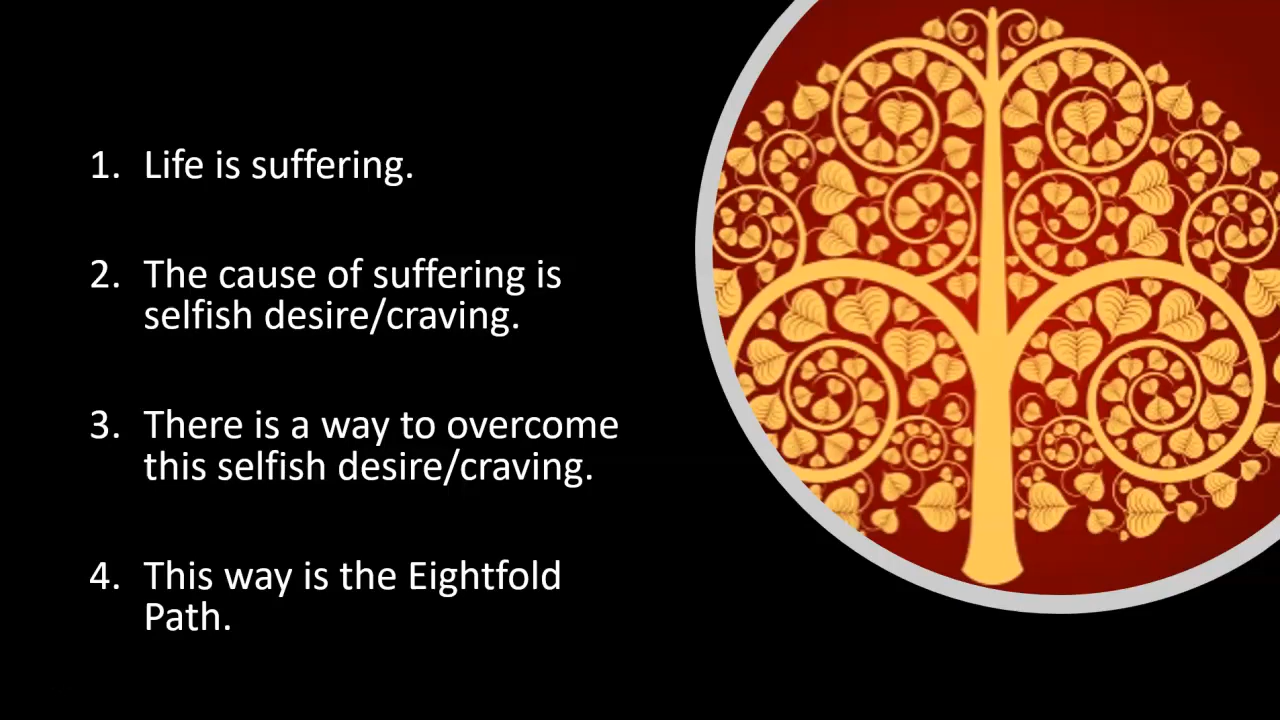 1. Life is suffering.
2. The cause of suffering is
selfish desire/craving.
3. There is a way to overcome
this selfish desire/craving.
4. This way is the Eightfold
Path.